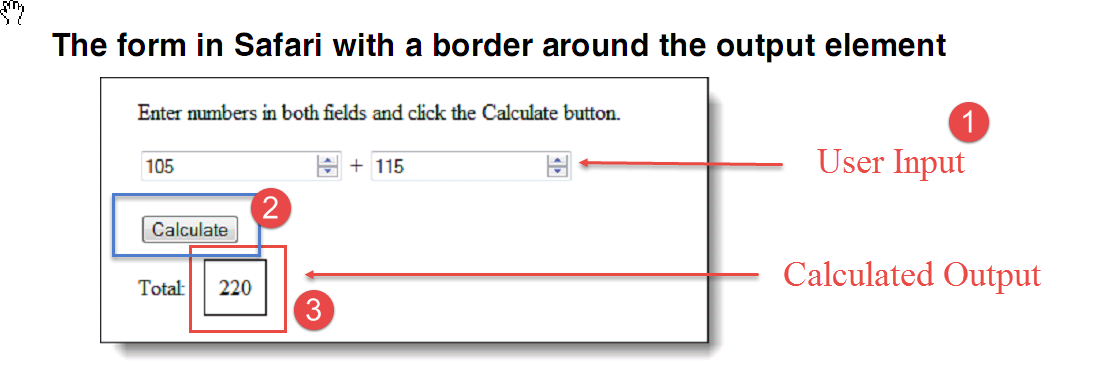 The form in Safari with a border around the output element
Enter numbers in both fields and click the Calculate button.
1
105 + 115
User Input
2
Calculate
Calculated Output
Total: 220
3